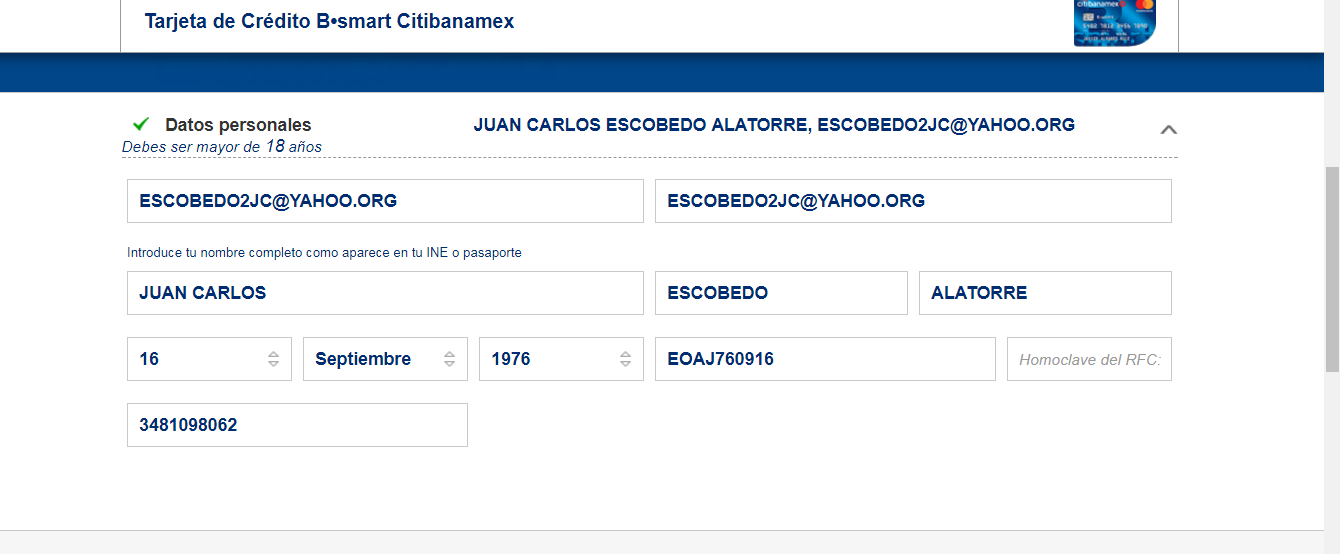 Tarjeta de Crédito B•smart Citibanamex
citibanamex
Datos personales
JUAN CARLOS ESCOBEDO ALATORRE, ESCOBEDO2JC@YAHOO.ORG
Debes ser mayor de 18 años
ESCOBEDO2JC@YAHOO.ORG
ESCOBEDO2JC@YAHOO.ORG
Introduce tu nombre completo como aparece en tu INE o pasaporte
JUAN CARLOS
ESCOBEDO
ALATORRE
16
Septiembre
1976
EOAJ760916
Homoclave del RFC:
3481098062